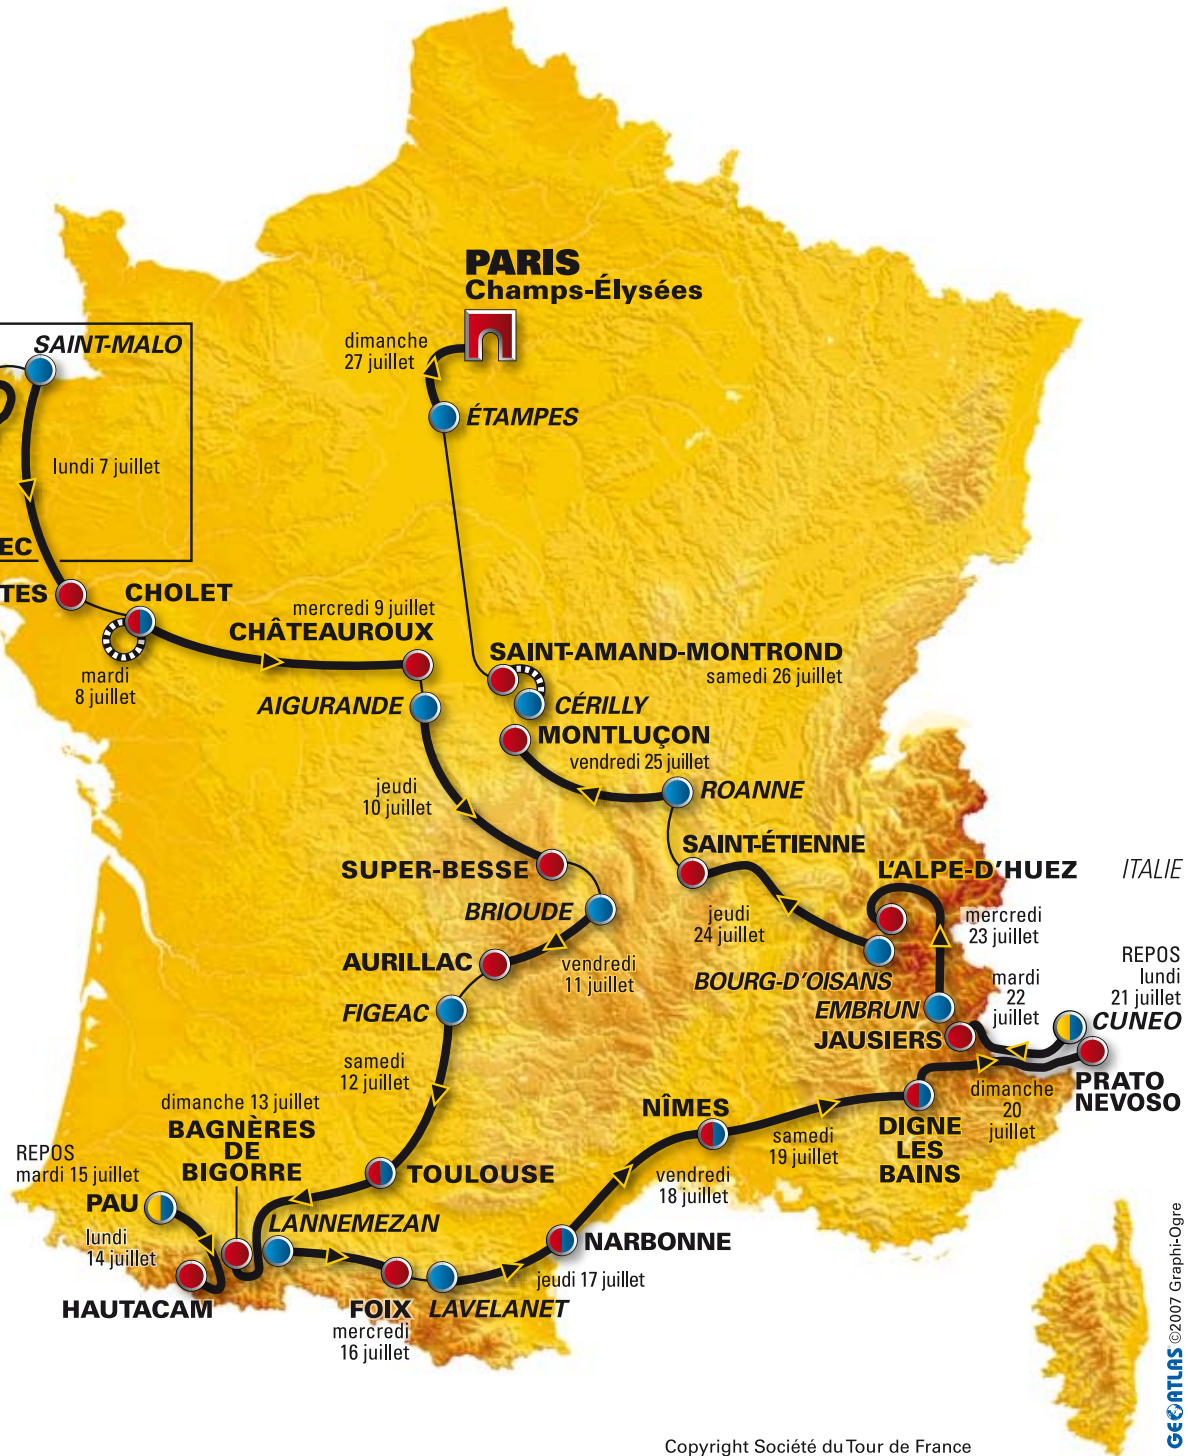 PARIS
Champs-Élysées
dimanche
27 juillet
ÉTAMPES
SAINT-MALO
lundi 7 juillet
EC
TES
CHOLET
mardi
8 juillet
mercredi 9 juillet
CHÂTEAUROUX
AIGURANDE
SAINT-AMAND-MONTROND
samedi 26 juillet
CÉRILLY
MONTLUÇON
vendredi 25 juillet
ROANNE
jeudi
10 juillet
SUPER-BESSE
SAINT-ÉTIENNE
L'ALPE-D'HUEZ
ITALIE
BRIOUDE
jeudi
24 juillet
mercredi
23 juillet
AURILLAC
vendredi
11 juillet
BOURG-D'OISANS
mardi
22
juillet
REPOS
lundi
21 juillet
CUNEO
FIGEAC
EMBRUN
JAUSIERS
samedi
12 juillet
PRATO
NEVOSO
dimanche
20
juillet
dimanche 13 juillet
BAGNÈRES
DE
BIGORRE
NÎMES
samedi
19 juillet
DIGNE
LES
BAINS
REPOS
mardi 15 juillet
PAU
TOULOUSE
vendredi
18 juillet
lundi
14 juillet
LANNEMEZAN
NARBONNE
jeudi 17 juillet
HAUTACAM
FOIX
mercredi
16 juillet
LAVELANET
GEOATLAS ©2007 Graphi-Ogre
Copyright Société du Tour de France